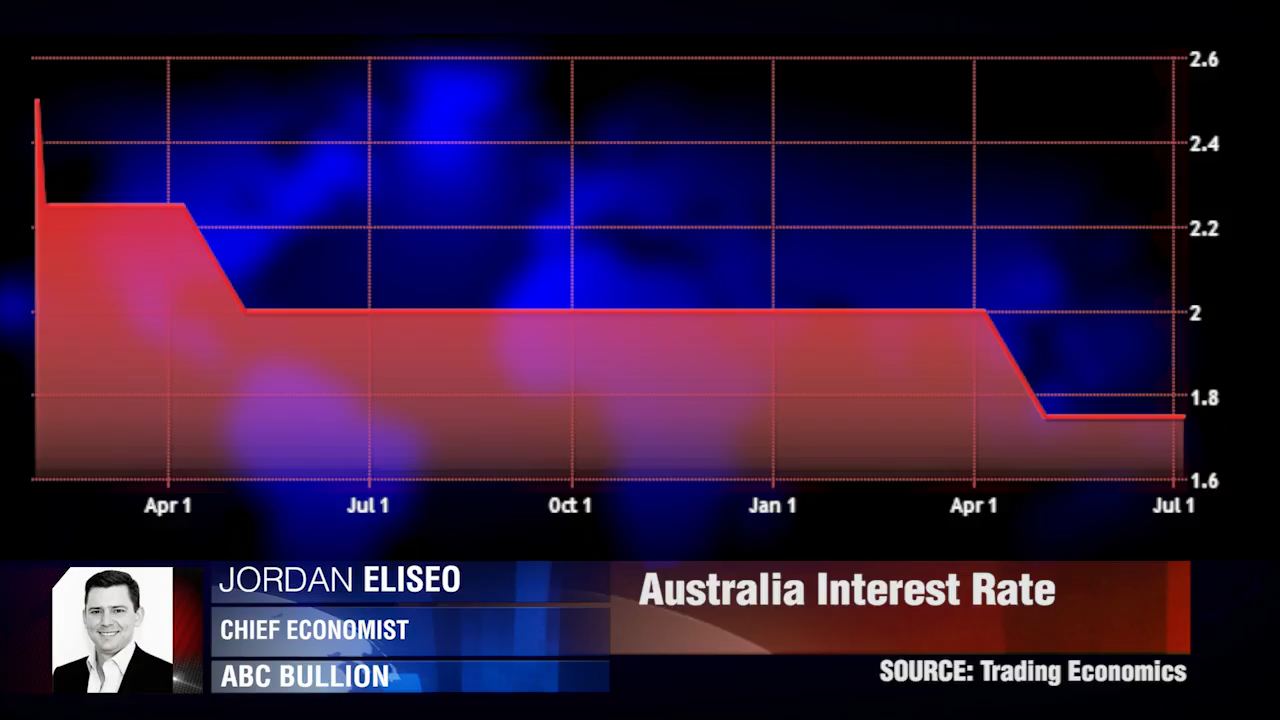 2.6
2.4
2.2
2
1.8
1.6
Apr 1
Jul 1
Oct 1
Jan 1
Apr 1
Jul 1
JORDAN ELISEO
CHIEF ECONOMIST
ABC BULLION
Australia Interest Rate
SOURCE: Trading Economics